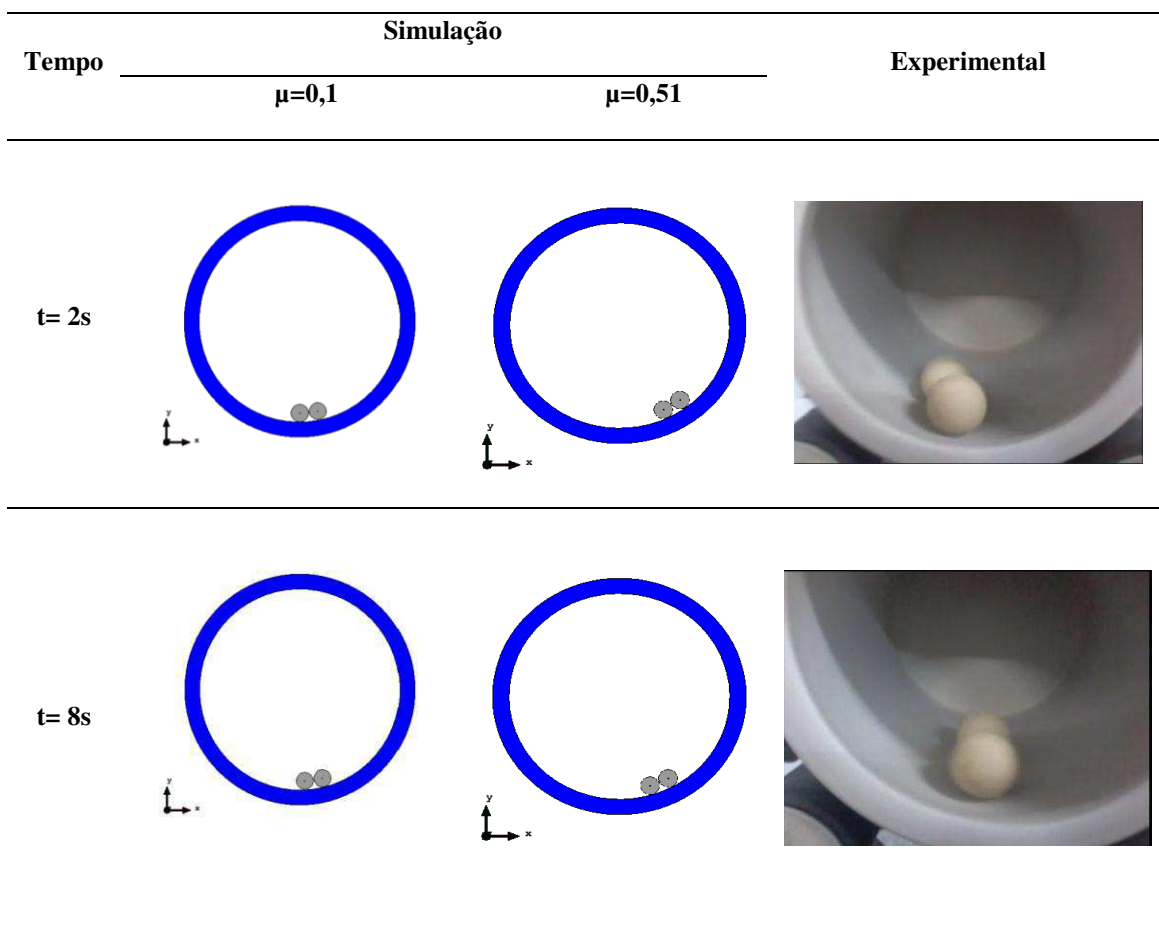 Simulação
Tempo
Experimental
μ=0,1
μ=0,51
t= 2s
y
x
y
x
t= 8s
y
x
y
x